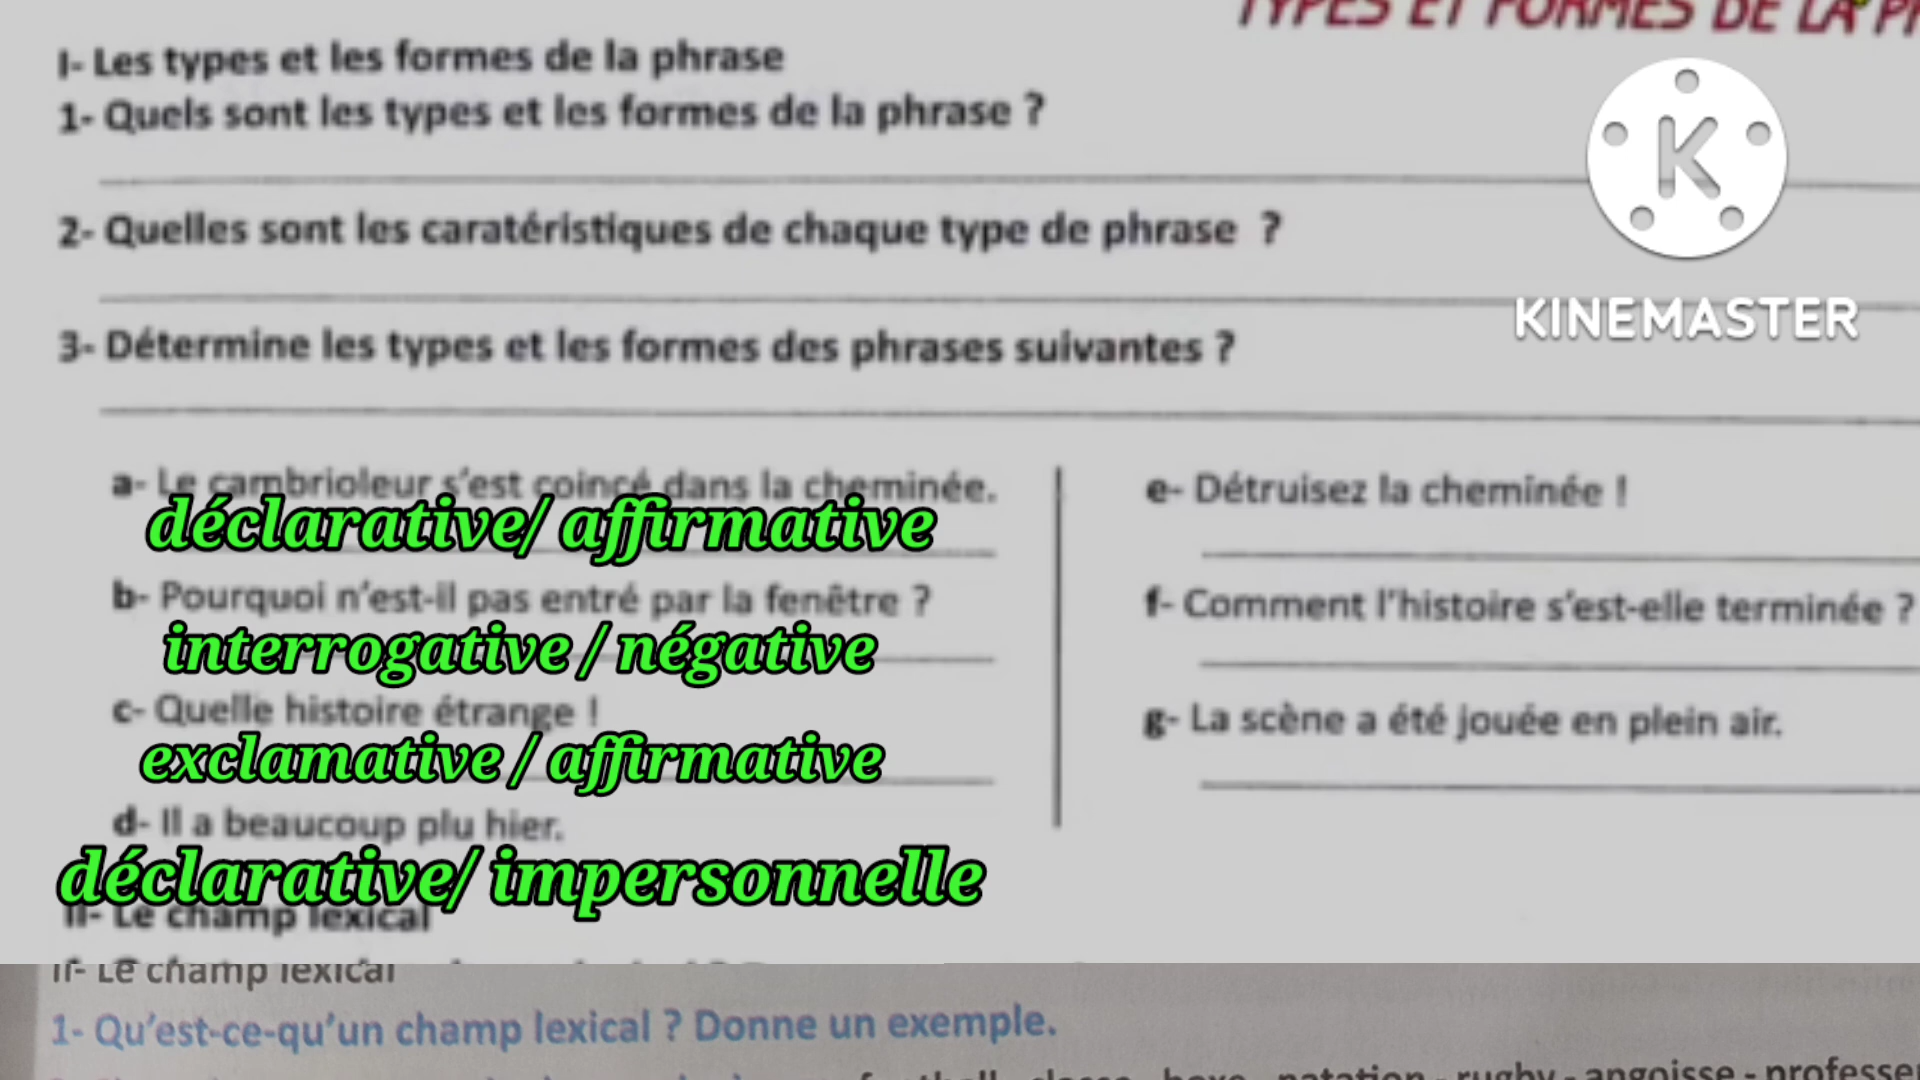 TYPES ET FORMES DE LA
I- Les types et les formes de la phrase
1- Quels sont les types et les formes de la phrase ?
2- Quelles sont les caratéristiques de chaque type de phrase ?
3- Détermine les types et les formes des phrases suivantes ?
a- Le cambrioleur s'est coincé dans la cheminée.
déclarative/ affirmative
b- Pourquoi n'est-il pas entré par la fenêtre ?
interrogative / négative
c- Quelle histoire étrange !
exclamative / affirmative
d- Il a beaucoup plu hier.
déclarative/ impersonnelle
e- Détruisez la cheminée !
f- Comment l'histoire s'est-elle terminée ?
g- La scène a été jouée en plein air.
K
KINEMASTER
II- Le champ lexical
II- Le champ lexical
1- Qu'est-ce-qu'un champ lexical ? Donne un exemple.
football classe boxe natation - rugby - angoisse -